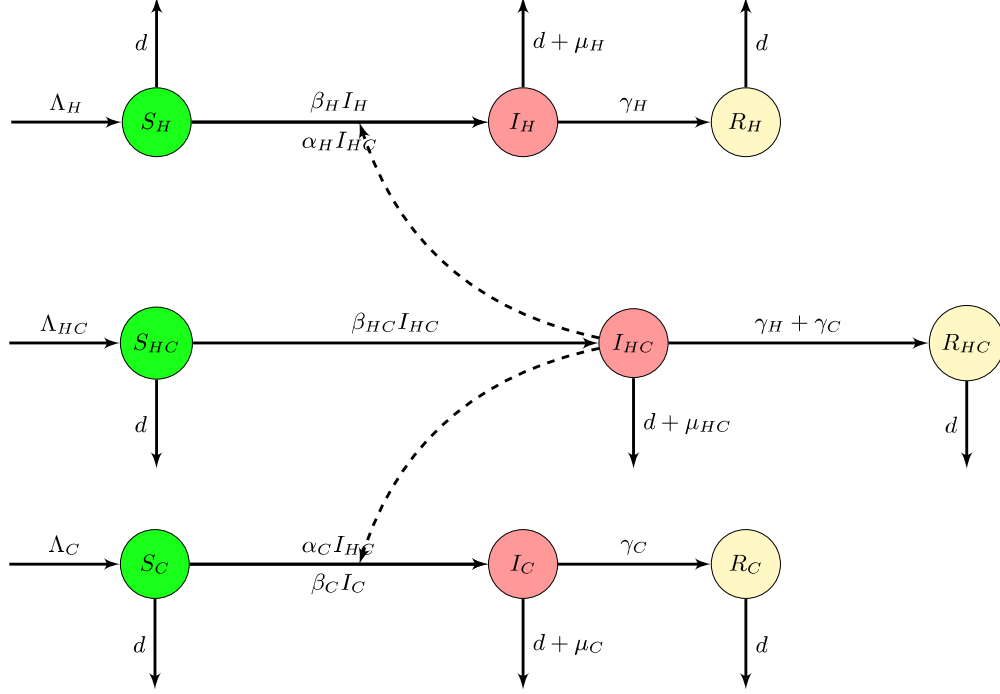 d
d + μ_H
d
Λ_H
S_H
β_H I_H
α_H I_HC
I_H
γ_H
R_H
Λ_HC
S_HC
β_HC I_HC
I_HC
γ_H + γ_C
R_HC
d
d + μ_HC
d
Λ_C
S_C
α_C I_HC
β_C I_C
I_C
γ_C
R_C
d
d + μ_C
d